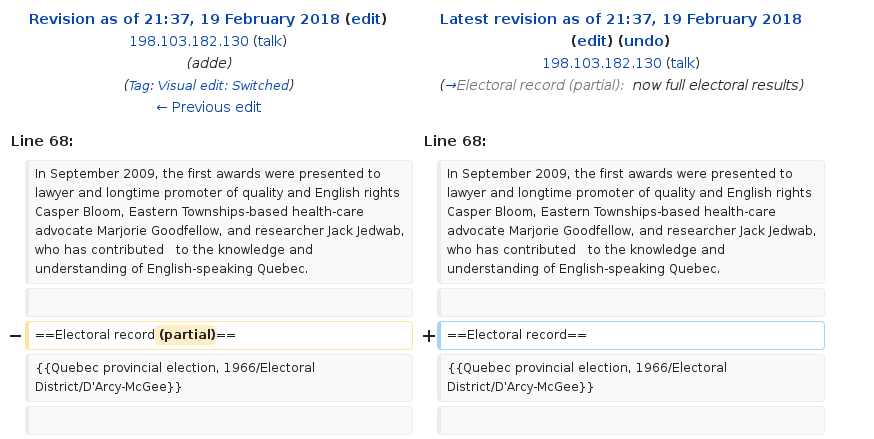 Revision as of 21:37, 19 February 2018 (edit)
198.103.182.130 (talk)
(adde)
(Tag: Visual edit: Switched)
← Previous edit
Latest revision as of 21:37, 19 February 2018
(edit) (undo)
198.103.182.130 (talk)
(→Electoral record (partial): now full electoral results)
Line 68:
Line 68:
In September 2009, the first awards were presented to
lawyer and longtime promoter of quality and English rights
Casper Bloom, Eastern Townships-based health-care
advocate Marjorie Goodfellow, and researcher Jack Jedwab,
who has contributed   to the knowledge and
understanding of English-speaking Quebec.
In September 2009, the first awards were presented to
lawyer and longtime promoter of quality and English rights
Casper Bloom, Eastern Townships-based health-care
advocate Marjorie Goodfellow, and researcher Jack Jedwab,
who has contributed   to the knowledge and
understanding of English-speaking Quebec.
− ==Electoral record (partial)==
+ ==Electoral record==
{{Quebec provincial election, 1966/Electoral
District/D'Arcy-McGee}}
{{Quebec provincial election, 1966/Electoral
District/D'Arcy-McGee}}